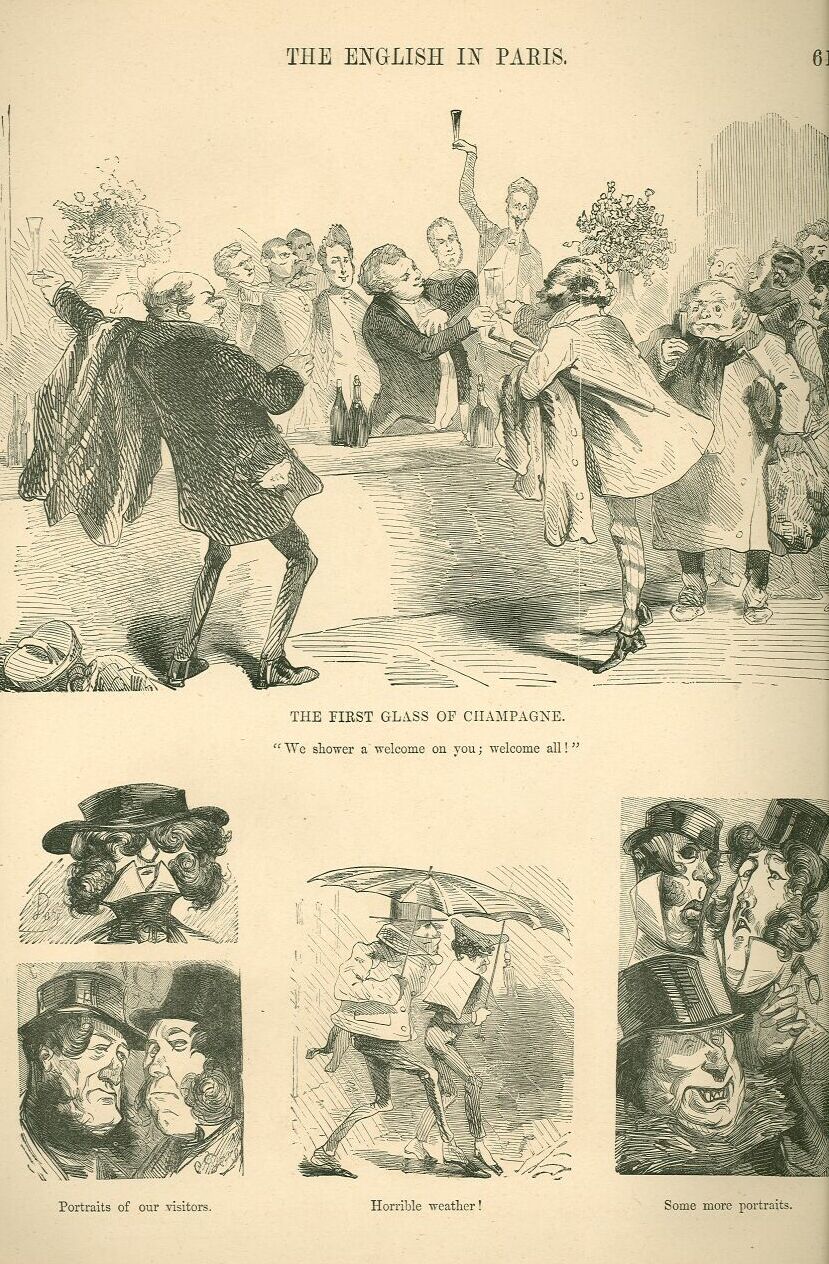 THE ENGLISH IN PARIS.
61
THE FIRST GLASS OF CHAMPAGNE.
"We shower a welcome on you; welcome all!"
Portraits of our visitors.
Horrible weather!
Some more portraits.